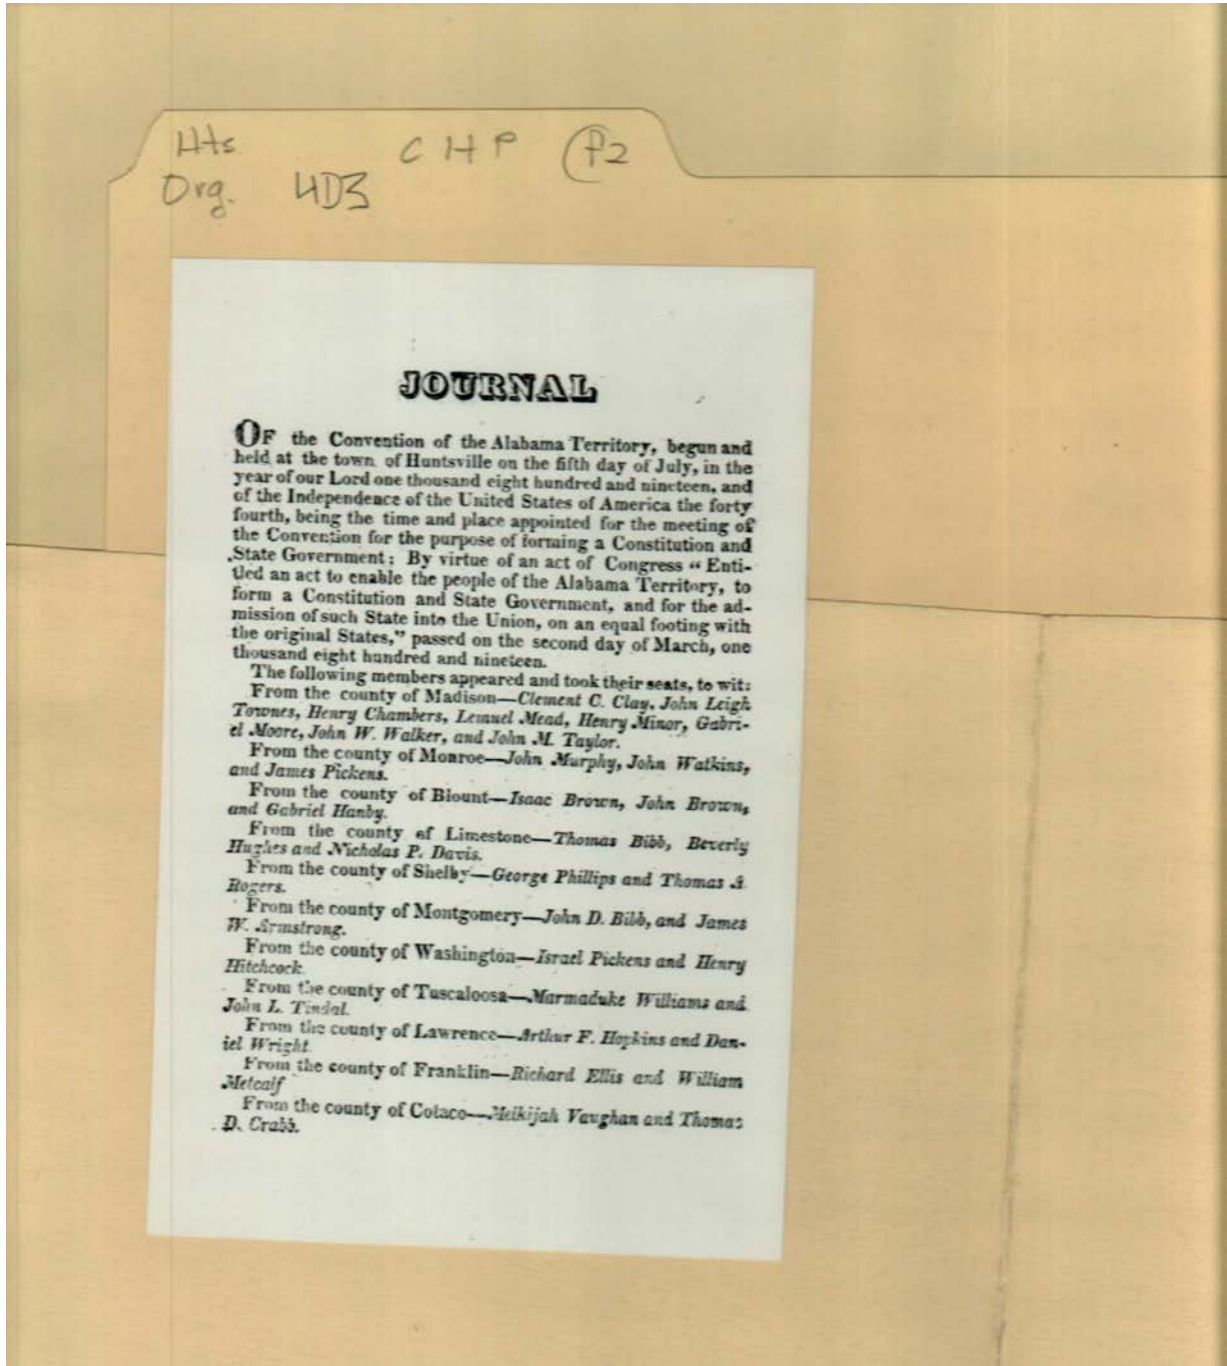 Hts. C H P P2
Org. 4D3
JOURNAL
OF the Convention of the Alabama Territory, begun and
held at the town of Huntsville on the fifth day of July, in the
year of our Lord one thousand eight hundred and nineteen, and
of the Independence of the United States of America the forty
fourth, being the time and place appointed for the meeting of
the Convention for the purpose of forming a Constitution and
State Government: By virtue of an act of Congress “ Enti-
tled an act to enable the people of the Alabama Territory, to
form a Constitution and State Government, and for the ad-
mission of such State into the Union, on an equal footing with
the original States,” passed on the second day of March, one
thousand eight hundred and nineteen.
The following members appeared and took their seats, to wit:
From the county of Madison—Clement C. Clay, John Leigh
Townes, Henry Chambers, Lemuel Mead, Henry Minor, Gabri-
el Moore, John W. Walker, and John M. Taylor.
From the county of Monroe—John Murphy, John Watkins,
and James Pickens.
From the county of Blount—Isaac Brown, John Brown,
and Gabriel Hanby.
From the county of Limestone—Thomas Bibb, Beverly
Hughes and Nicholas P. Davis.
From the county of Shelby—George Phillips and Thomas A
Rogers.
From the county of Montgomery—John D. Bibb, and James
W. Armstrong.
From the county of Washington—Israel Pickens and Henry
Hitchcock.
From the county of Tuscaloosa—Marmaduke Williams and
John L. Tindal.
From the county of Lawrence—Arthur F. Hopkins and Dan-
iel Wright.
From the county of Franklin—Richard Ellis and William
Metcalf
From the county of Cotaco—Melkijah Vaughan and Thomas
D. Crabb.